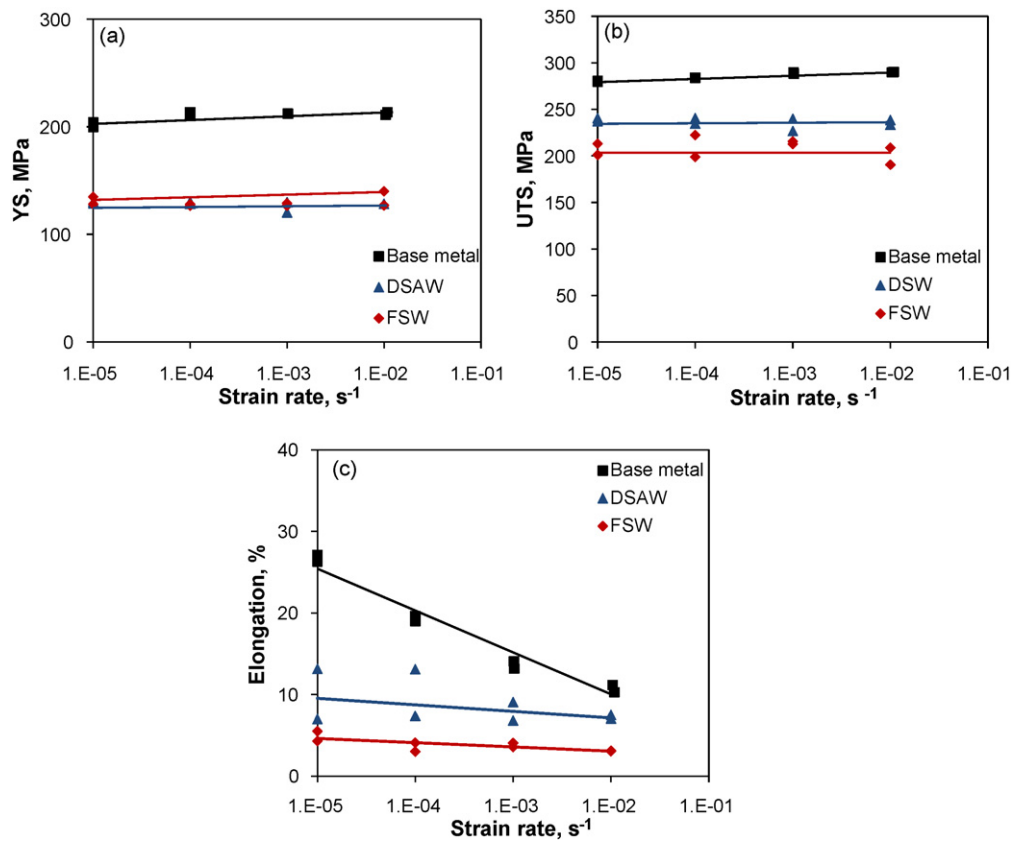 (a)
300
200
100
0
YS, MPa
Base metal
DSAW
FSW
1.E-05 1.E-04 1.E-03 1.E-02 1.E-01
Strain rate, s-1
(b)
350
300
250
200
150
100
50
0
UTS, MPa
Base metal
DSW
FSW
1.E-05 1.E-04 1.E-03 1.E-02 1.E-01
Strain rate, s -1
(c)
40
30
20
10
0
Elongation, %
Base metal
DSAW
FSW
1.E-05 1.E-04 1.E-03 1.E-02 1.E-01
Strain rate, s-1